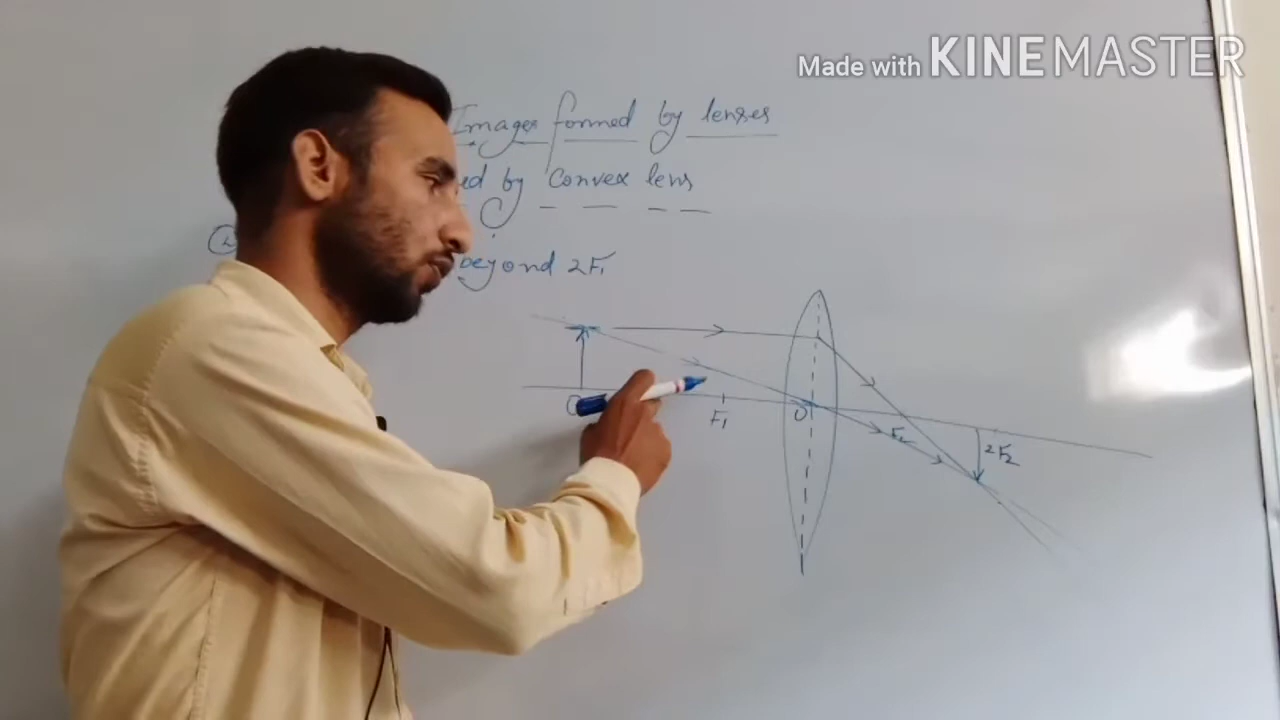 Made with KINEMASTER
Images formed by lenses
ed by convex lens
beyond 2F₁
F₁
O
F₂
2F₂